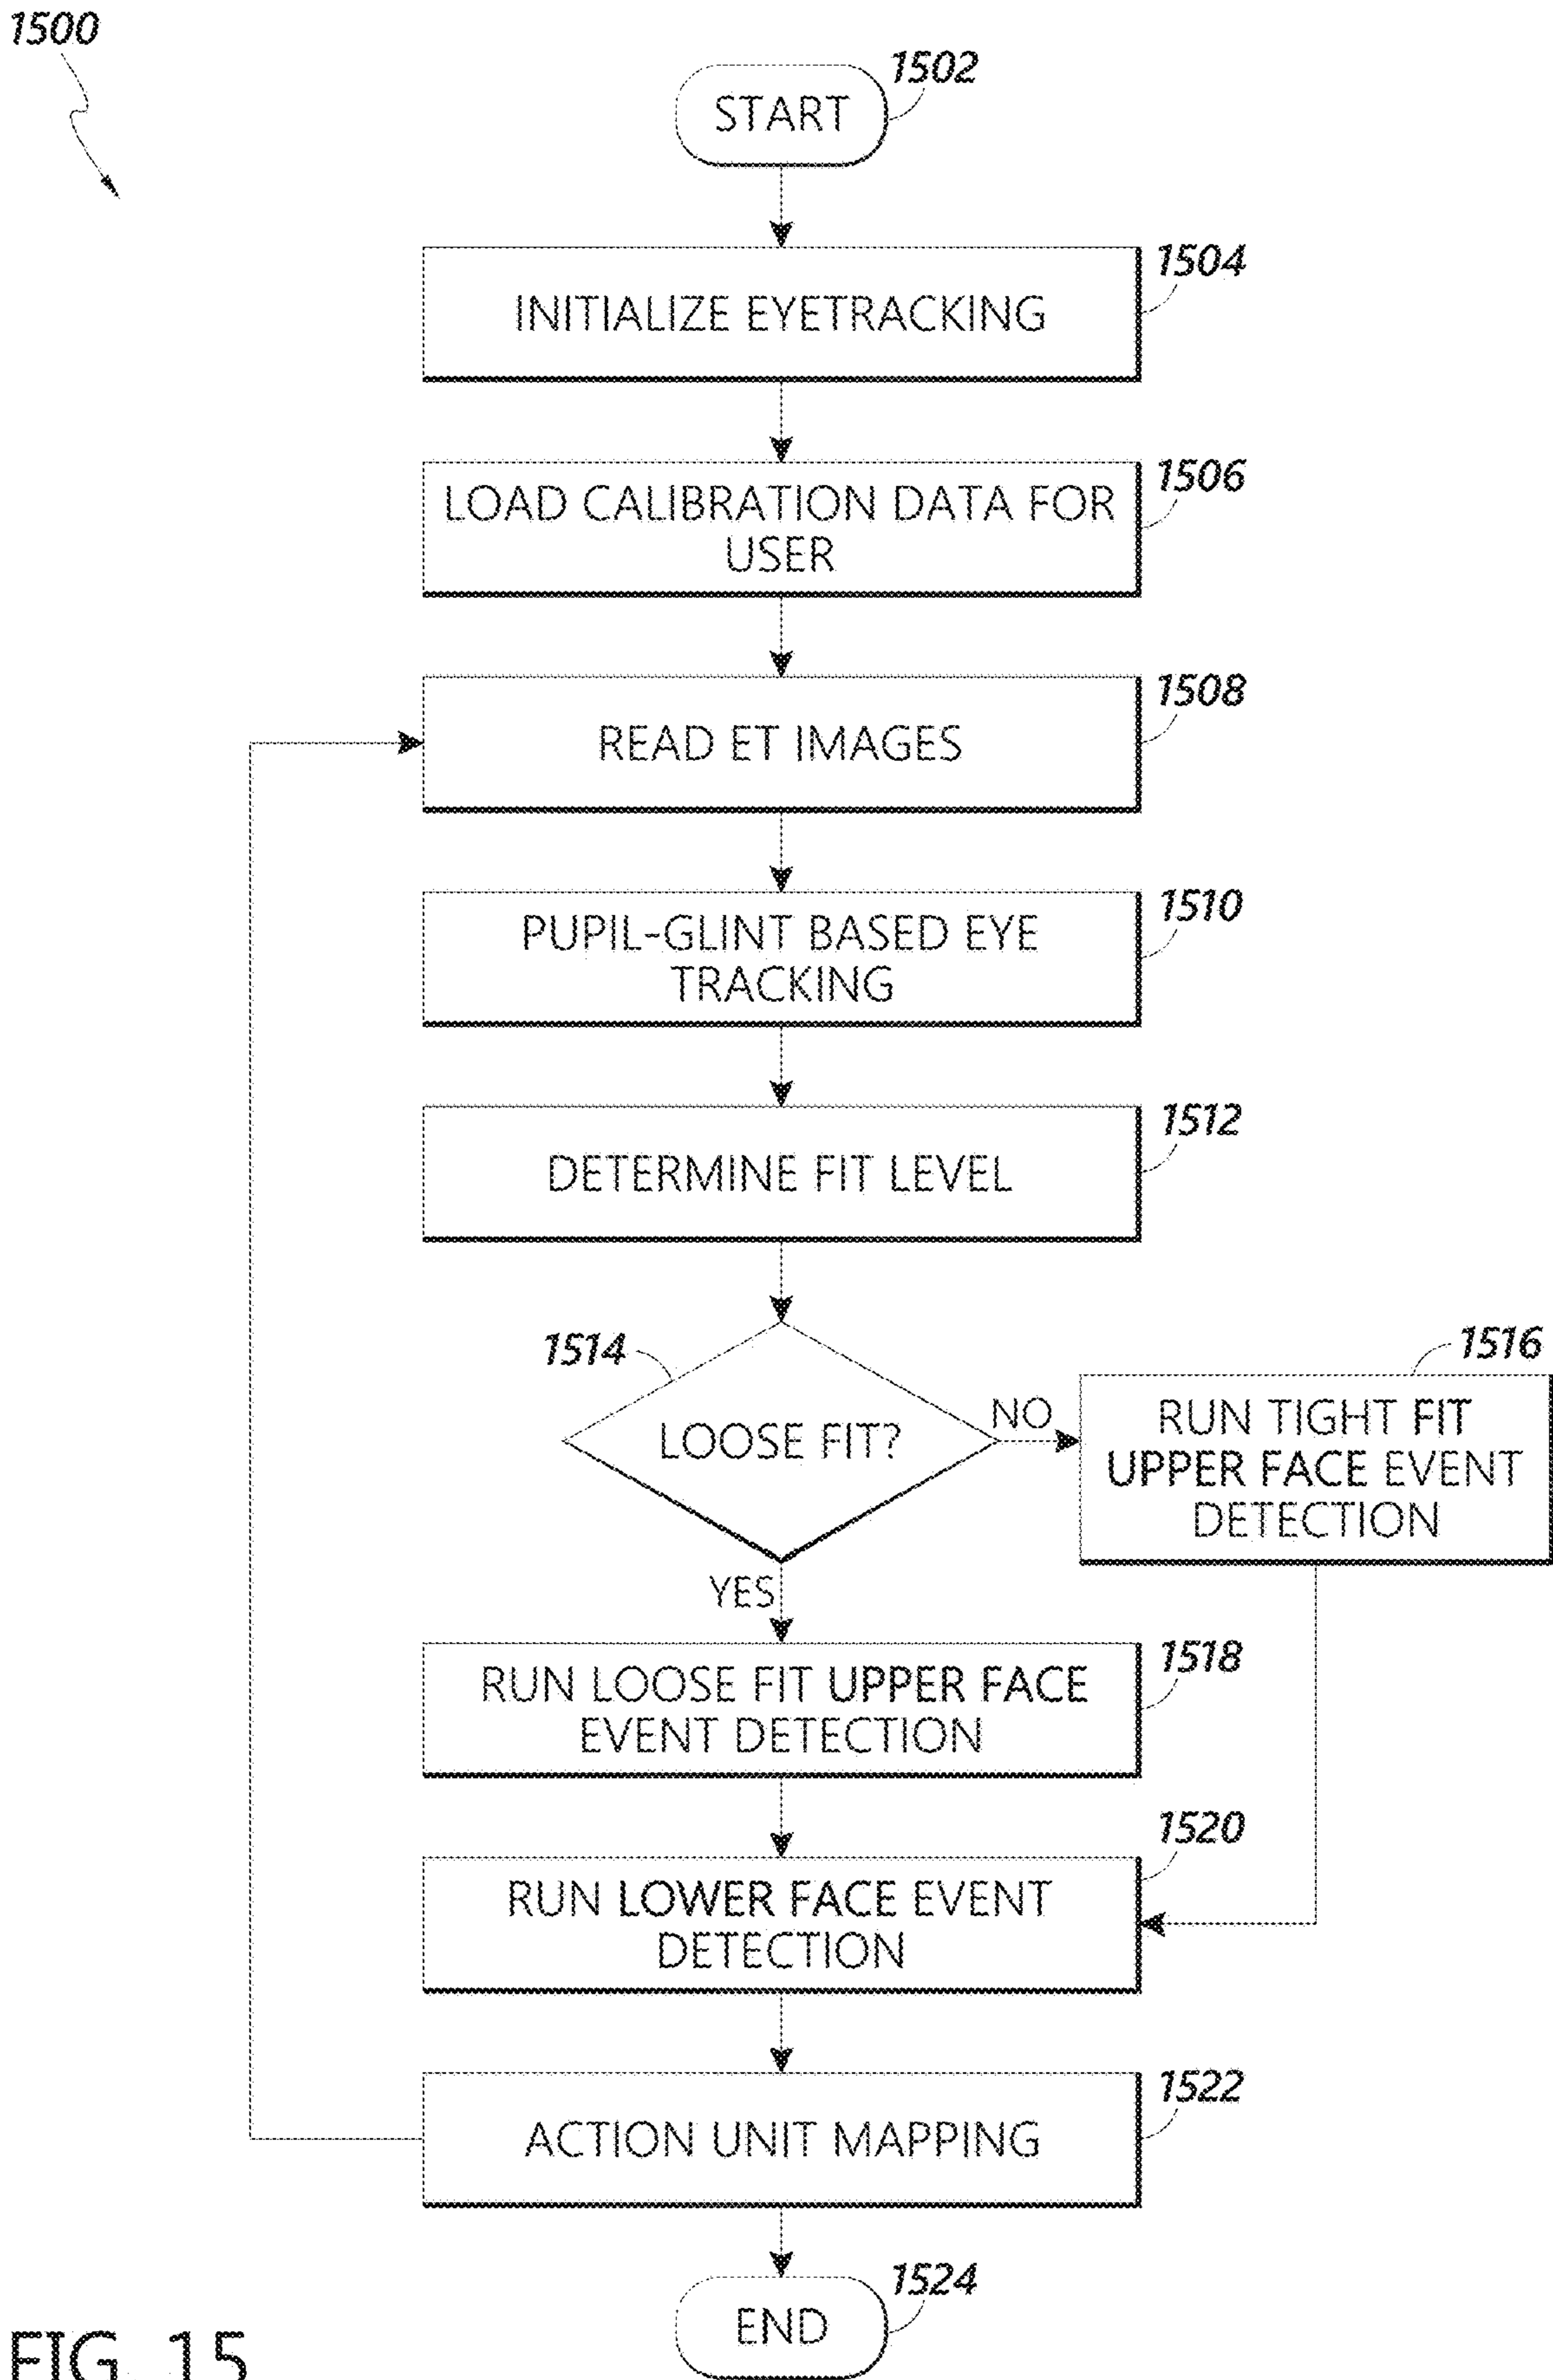 1500
1502
START
1504
INITIALIZE EYETRACKING
1506
LOAD CALIBRATION DATA FOR
USER
1508
READ ET IMAGES
1510
PUPIL-GLINT BASED EYE
TRACKING
1512
DETERMINE FIT LEVEL
1514
LOOSE FIT?
NO
1516
RUN TIGHT FIT
UPPER FACE EVENT
DETECTION
YES
1518
RUN LOOSE FIT UPPER FACE
EVENT DETECTION
1520
RUN LOWER FACE EVENT
DETECTION
1522
ACTION UNIT MAPPING
1524
END
FIG. 15